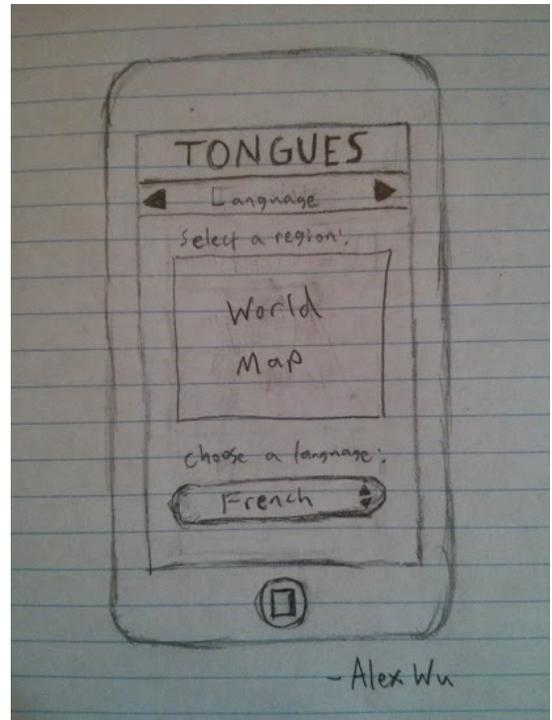 TONGUES
Language
Select a region:
World
Map
choose a language:
French
- Alex Wu